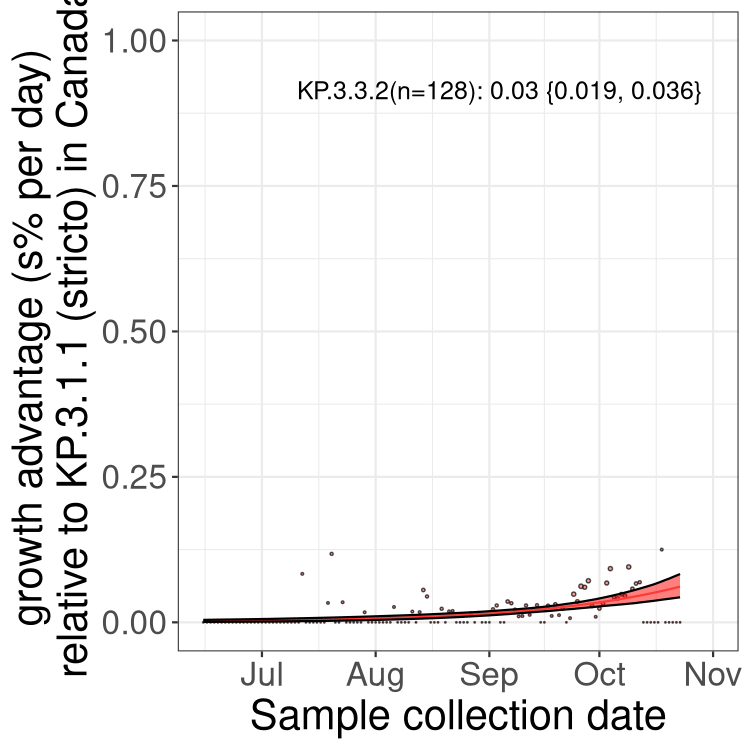 growth advantage (s% per day)
relative to KP.3.1.1 (stricto) in Canada
1.00
KP.3.3.2(n=128): 0.03 {0.019, 0.036}
0.75
0.50
0.25
0.00
Jul Aug Sep Oct Nov
Sample collection date